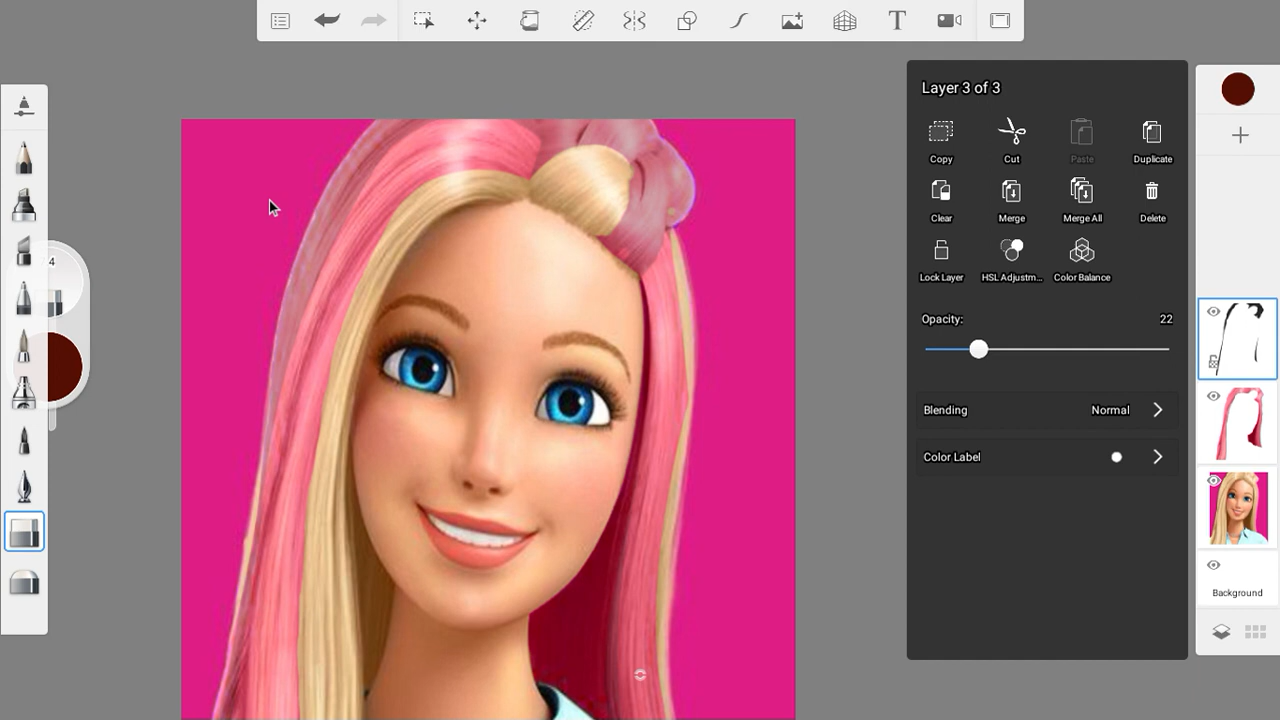 Layer 3 of 3
Copy Cut Paste Duplicate
Clear Merge Merge All Delete
Lock Layer HSL Adjustm... Color Balance
Opacity: 22
Blending Normal
Color Label
Background
T
4